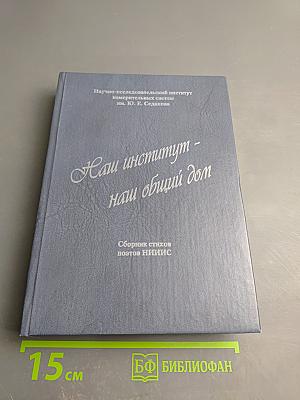 Научно-исследовательский институт
измерительных систем
им. Ю. Е. Седакова
Наш институт -
наш общий дом
Сборник стихов
поэтов НИИИС
15 см
БФ БИБЛИОФАН